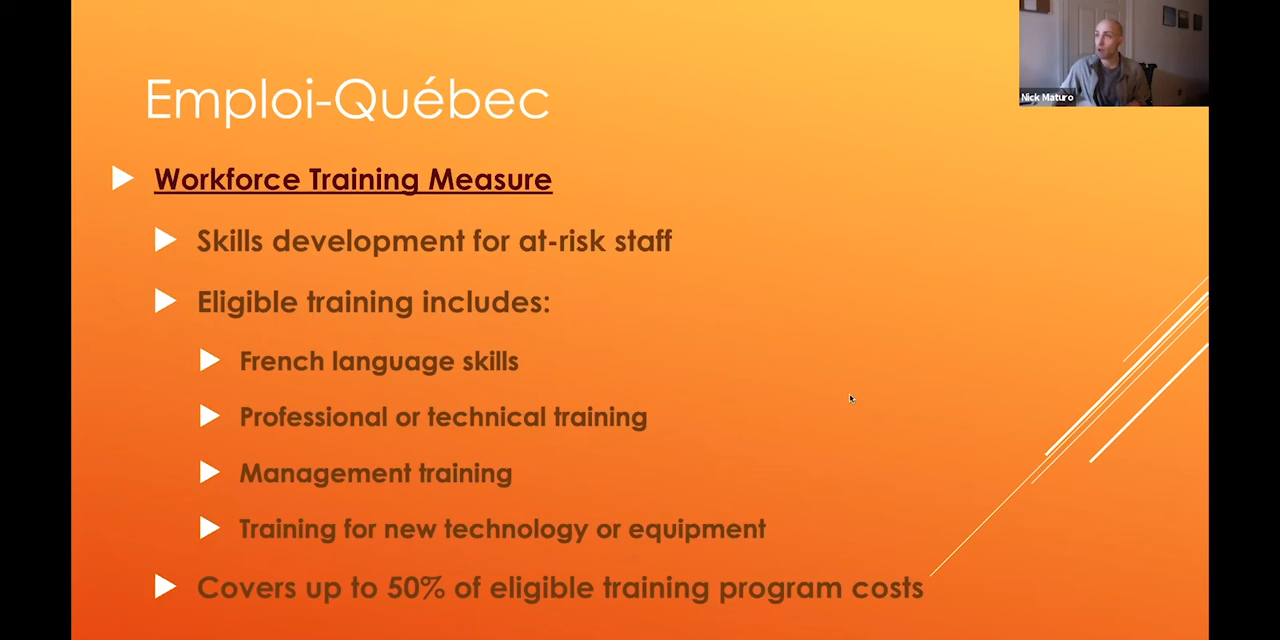 Emploi-Québec
Nick Maturo
Workforce Training Measure
Skills development for at-risk staff
Eligible training includes:
French language skills
Professional or technical training
Management training
Training for new technology or equipment
Covers up to 50% of eligible training program costs